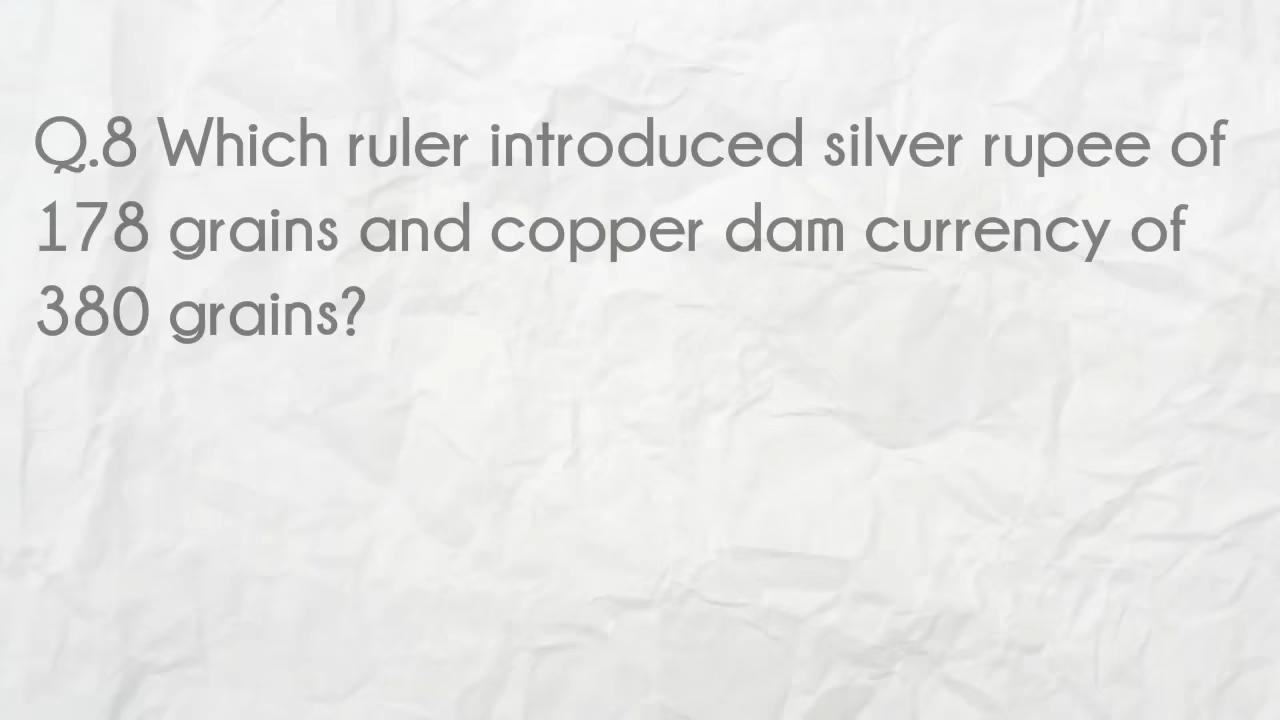 Q.8 Which ruler introduced silver rupee of
178 grains and copper dam currency of
380 grains?